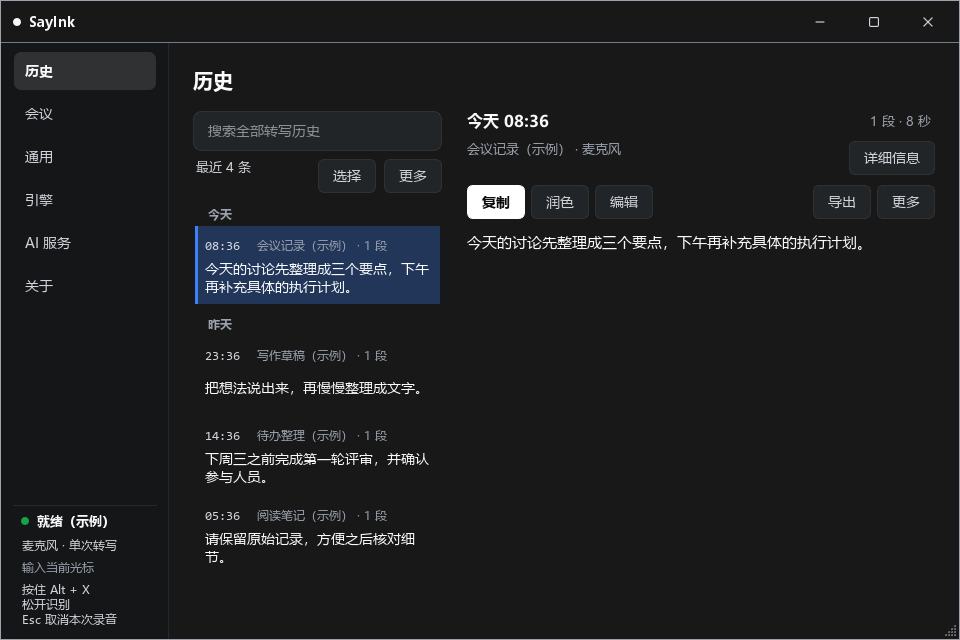 SayInk
历史
会议
通用
引擎
AI 服务
关于
就绪（示例）
麦克风 · 单次转写
输入当前光标
按住 Alt + X
松开识别
Esc 取消本次录音
历史
搜索全部转写历史
最近 4 条
选择
更多
今天
08:36 会议记录（示例） · 1 段
今天的讨论先整理成三个要点，下午
再补充具体的执行计划。
昨天
23:36 写作草稿（示例） · 1 段
把想法说出来，再慢慢整理成文字。
14:36 待办整理（示例） · 1 段
下周三之前完成第一轮评审，并确认
参与人员。
05:36 阅读笔记（示例） · 1 段
请保留原始记录，方便之后核对细
节。
今天 08:36
1 段 · 8 秒
会议记录（示例） · 麦克风
详细信息
复制
润色
编辑
导出
更多
今天的讨论先整理成三个要点，下午再补充具体的执行计划。